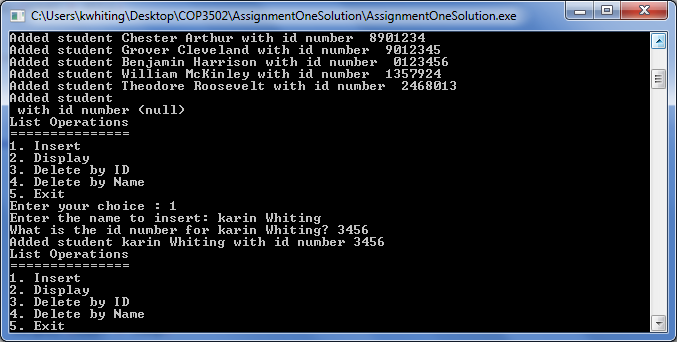 C:\Users\kwhiting\Desktop\COP3502\AssignmentOneSolution\AssignmentOneSolution.exe
Added student Chester Arthur with id number  8901234
Added student Grover Cleveland with id number  9012345
Added student Benjamin Harrison with id number  0123456
Added student William McKinley with id number  1357924
Added student Theodore Roosevelt with id number  2468013
Added student
 with id number (null)
List Operations
===============
1. Insert
2. Display
3. Delete by ID
4. Delete by Name
5. Exit
Enter your choice : 1
Enter the name to insert: karin Whiting
What is the id number for karin Whiting? 3456
Added student karin Whiting with id number 3456
List Operations
===============
1. Insert
2. Display
3. Delete by ID
4. Delete by Name
5. Exit